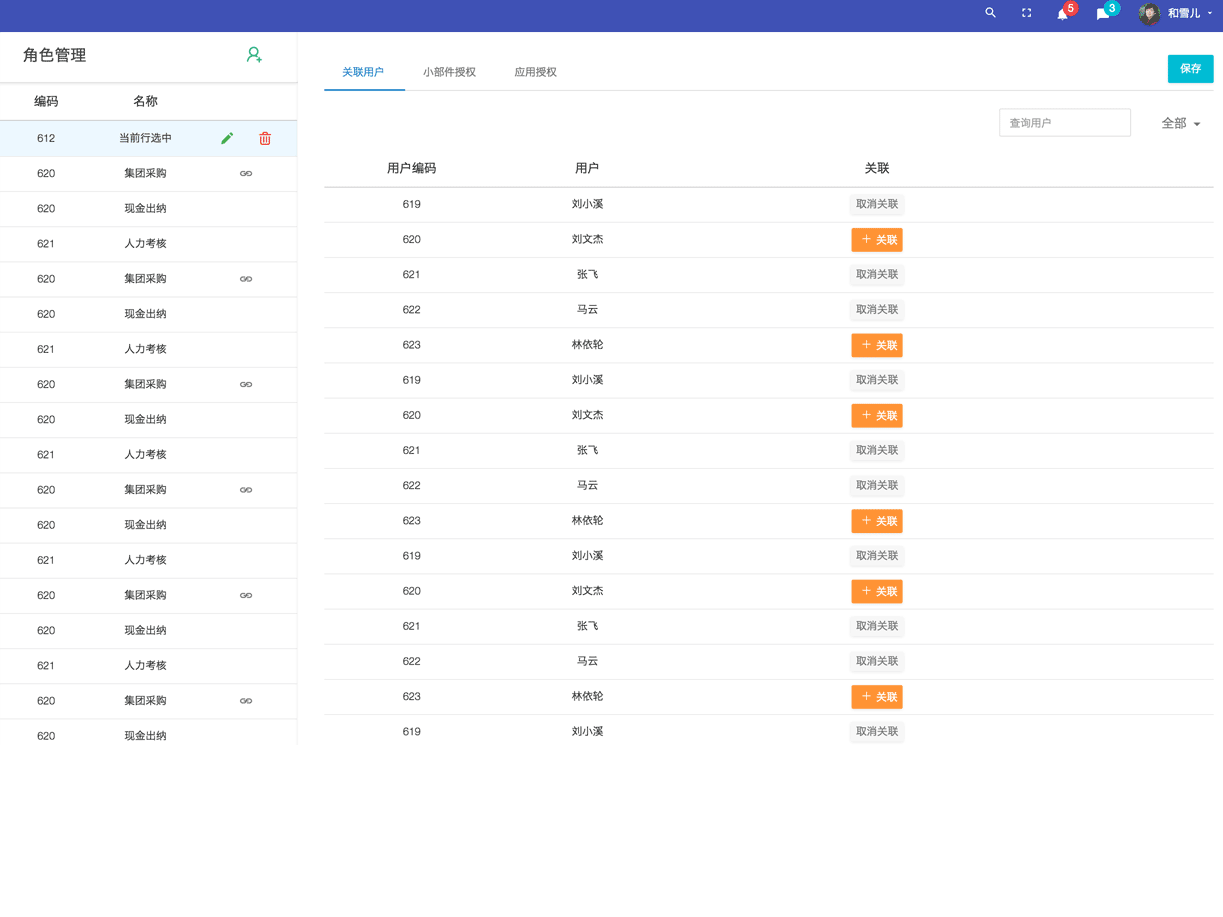 5 3 和雪儿
角色管理
编码 名称
612 当前行选中
620 集团采购
620 现金出纳
621 人力考核
620 集团采购
620 现金出纳
621 人力考核
620 集团采购
620 现金出纳
621 人力考核
620 集团采购
620 现金出纳
621 人力考核
620 集团采购
620 现金出纳
621 人力考核
620 集团采购
620 现金出纳
关联用户 小部件授权 应用授权 保存
查询用户 全部
用户编码 用户 关联
619 刘小溪 取消关联
620 刘文杰 + 关联
621 张飞 取消关联
622 马云 取消关联
623 林依轮 + 关联
619 刘小溪 取消关联
620 刘文杰 + 关联
621 张飞 取消关联
622 马云 取消关联
623 林依轮 + 关联
619 刘小溪 取消关联
620 刘文杰 + 关联
621 张飞 取消关联
622 马云 取消关联
623 林依轮 + 关联
619 刘小溪 取消关联